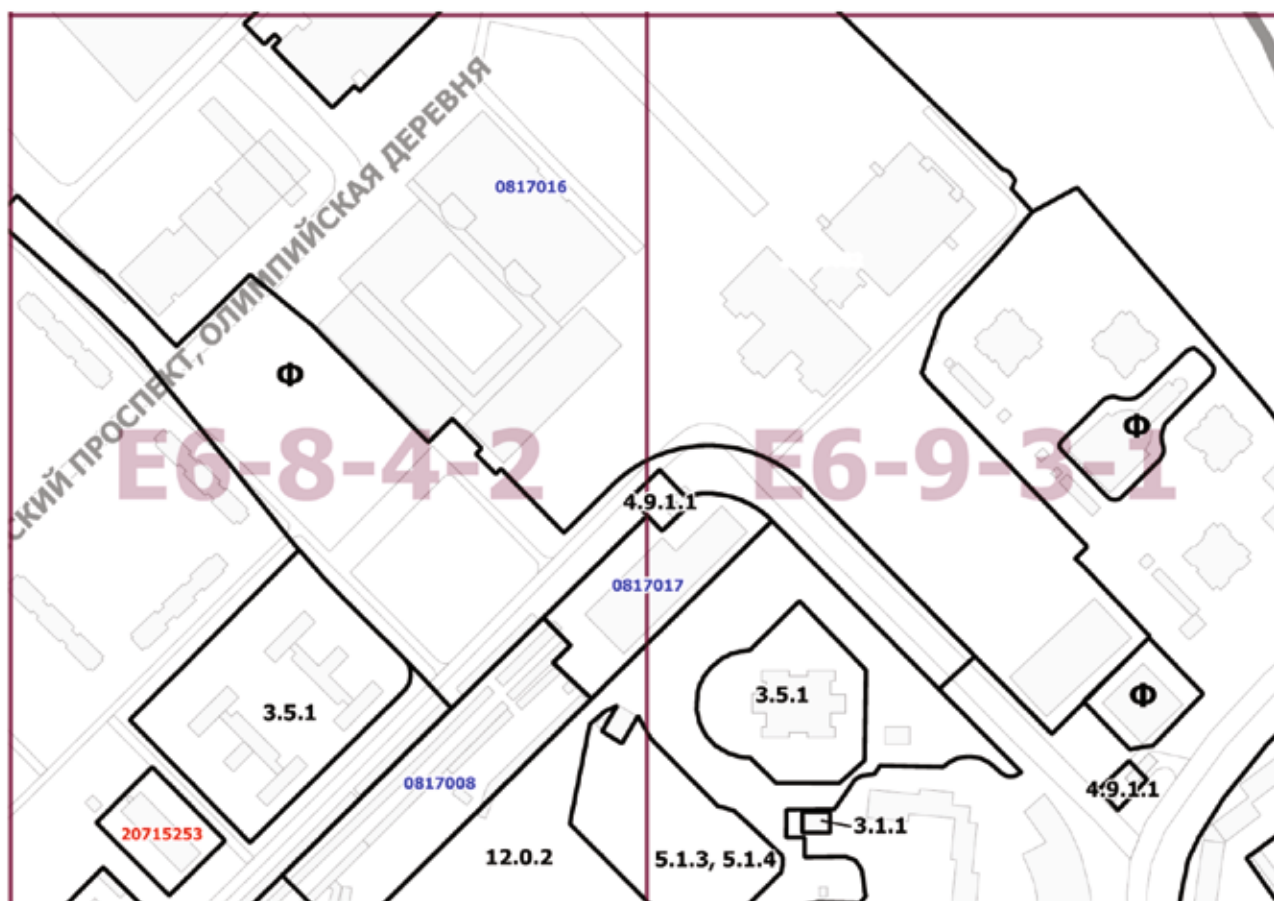 СКИЙ ПРОСПЕКТ, ОЛИМПИЙСКАЯ ДЕРЕВНЯ
0817016
Ф
Ф
E6-8-4-2
E6-9-3-1
4.9.1.1
0817017
3.5.1
3.5.1
Ф
0817008
4.9.1.1
20715253
3.1.1
12.0.2
5.1.3, 5.1.4